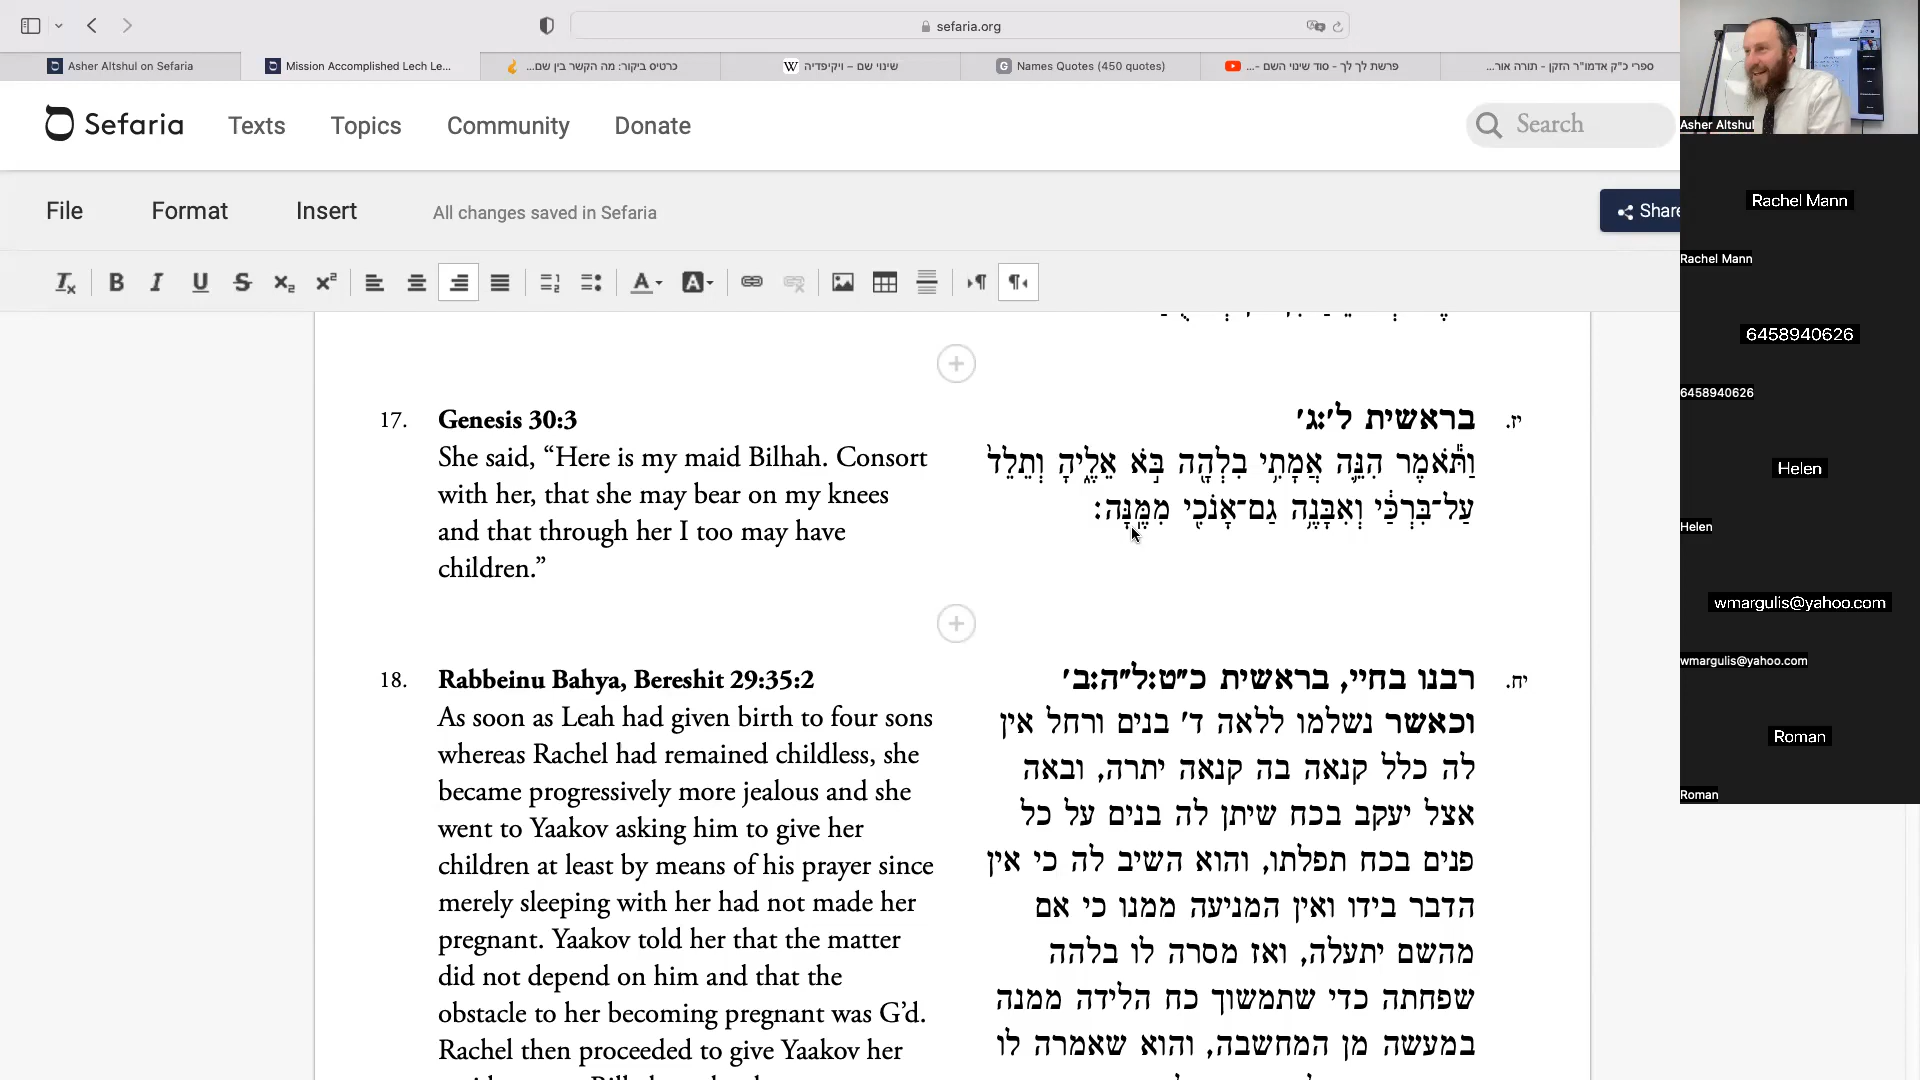 sefaria.org
Asher Altshul on Sefaria
Mission Accomplished Lech Le...
כרטיס ביקור: מה הקשר בין שם...
שינוי שם – ויקיפדיה
Names Quotes (450 quotes)
פרשת לך לך - סוד שינוי השם -...
ספרי כ"ק אדמו"ר הזקן - תורה אור...
Sefaria
Texts
Topics
Community
Donate
Search
File
Format
Insert
All changes saved in Sefaria
Share
17. Genesis 30:3
She said, “Here is my maid Bilhah. Consort
with her, that she may bear on my knees
and that through her I too may have
children.”
יז. בראשית ל׳:ג׳
וַתֹּ֕אמֶר הִנֵּ֛ה אֲמָתִ֥י בִלְהָ֖ה בֹּ֣א אֵלֶ֑יהָ וְתֵלֵד֙
עַל־בִּרְכַּ֔י וְאִבָּנֶ֥ה גַם־אָנֹכִ֖י מִמֶּֽנָּה׃
18. Rabbeinu Bahya, Bereshit 29:35:2
As soon as Leah had given birth to four sons
whereas Rachel had remained childless, she
became progressively more jealous and she
went to Yaakov asking him to give her
children at least by means of his prayer since
merely sleeping with her had not made her
pregnant. Yaakov told her that the matter
did not depend on him and that the
obstacle to her becoming pregnant was G’d.
Rachel then proceeded to give Yaakov her
יח. רבנו בחיי, בראשית כ״ט:ל״ה:ב׳
וכאשר נשלמו ללאה ד' בנים ורחל אין
לה כלל קנאה בה קנאה יתרה, ובאה
אצל יעקב בכח שיתן לה בנים על כל
פנים בכח תפלתו, והוא השיב לה כי אין
הדבר בידו ואין המניעה ממנו כי אם
מהשם יתעלה, ואז מסרה לו בלהה
שפחתה כדי שתמשוך כח הלידה ממנה
במעשה מן המחשבה, והוא שאמרה לו
Asher Altshul
Rachel Mann
Rachel Mann
6458940626
6458940626
Helen
Helen
wmargulis@yahoo.com
wmargulis@yahoo.com
Roman
Roman